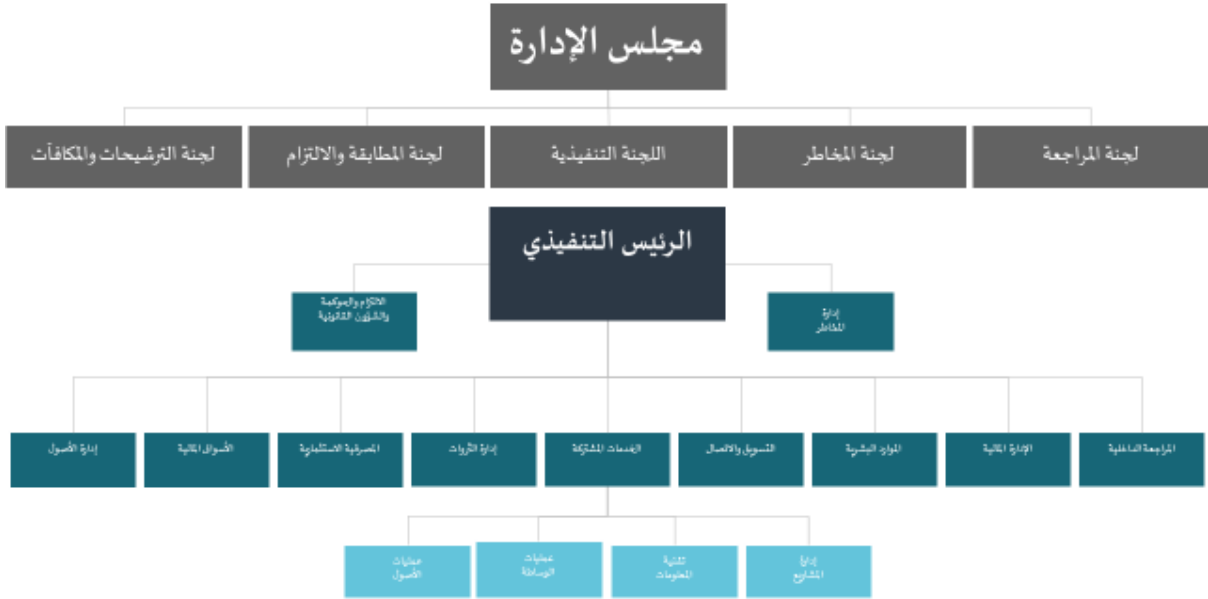 مجلس الإدارة
لجنة المراجعة
لجنة المخاطر
اللجنة التنفيذية
لجنة المطابقة والالتزام
لجنة الترشيحات والمكافآت
الرئيس التنفيذي
إدارة
المخاطر
الالتزام والحوكمة
والشؤون القانونية
المراجعة الداخلية
الإدارة المالية
الموارد البشرية
التسويق والاتصال
الخدمات المشتركة
إدارة الثروات
المصرفية الاستثمارية
الأسواق المالية
إدارة الأصول
إدارة
المشاريع
تقنية
المعلومات
عمليات
الوساطة
عمليات
الأصول